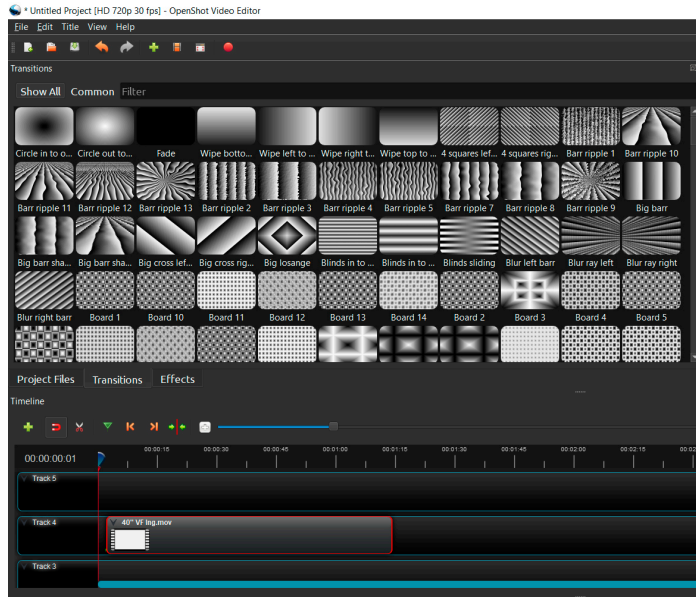 * Untitled Project [HD 720p 30 fps] - OpenShot Video Editor
File Edit Title View Help
Transitions
Show All Common Filter
Circle in to o... Circle out to... Fade Wipe botto... Wipe left to ... Wipe right t... Wipe top to ... 4 squares lef... 4 squares rig... Barr ripple 1 Barr ripple 10
Barr ripple 11 Barr ripple 12 Barr ripple 13 Barr ripple 2 Barr ripple 3 Barr ripple 4 Barr ripple 5 Barr ripple 7 Barr ripple 8 Barr ripple 9 Big barr
Big barr sha... Big barr sha... Big cross lef... Big cross rig... Big losange Blinds in to ... Blinds in to ... Blinds sliding Blur left barr Blur ray left Blur ray right
Blur right barr Board 1 Board 10 Board 11 Board 12 Board 13 Board 14 Board 2 Board 3 Board 4 Board 5
Project Files Transitions Effects
Timeline
00:00:15 00:00:30 00:00:45 00:01:00 00:01:15 00:01:30 00:01:45 00:02:00 00:02:15 00:02
00:00:00:01
Track 5
Track 4 40" VF Ing.mov
Track 3